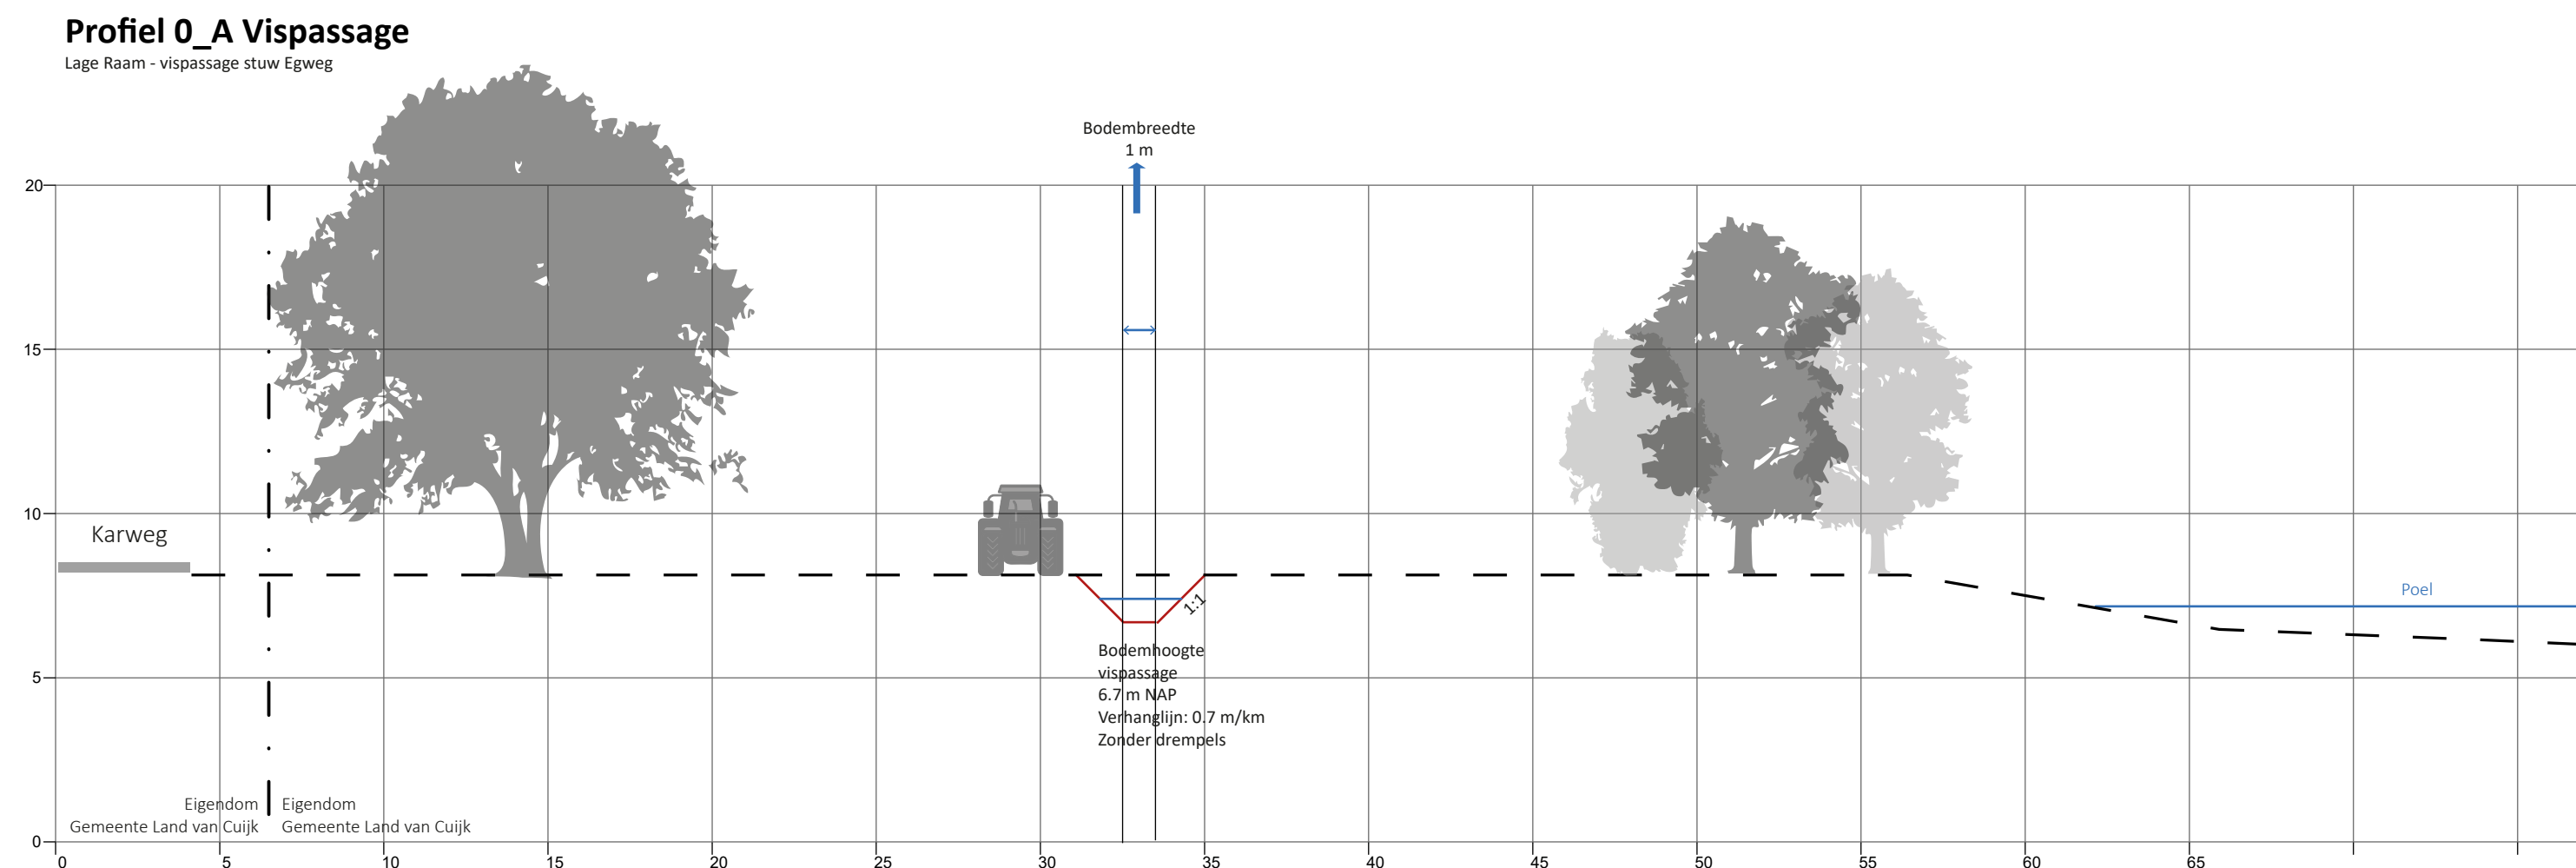 Profiel 0_A Vispassage
Lage Raam - vispassage stuw Egweg
Bodembreedte
1 m
20
15
10
Karweg
1:1
Poel
Bodemhoogte
vispassage
6.7 m NAP
Verhanglijn: 0.7 m/km
Zonder drempels
5
Eigendom
Gemeente Land van Cuijk
Eigendom
Gemeente Land van Cuijk
0
0 5 10 15 20 25 30 35 40 45 50 55 60 65